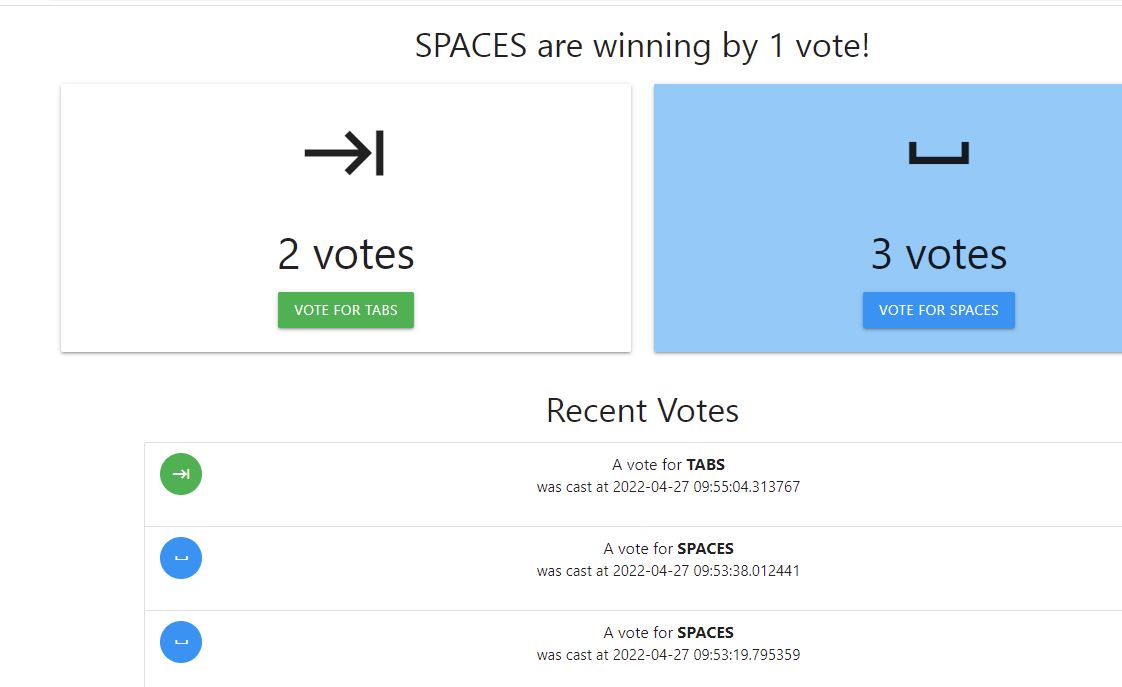 SPACES are winning by 1 vote!
2 votes
3 votes
VOTE FOR TABS
VOTE FOR SPACES
Recent Votes
A vote for TABS
was cast at 2022-04-27 09:55:04.313767
A vote for SPACES
was cast at 2022-04-27 09:53:38.012441
A vote for SPACES
was cast at 2022-04-27 09:53:19.795359